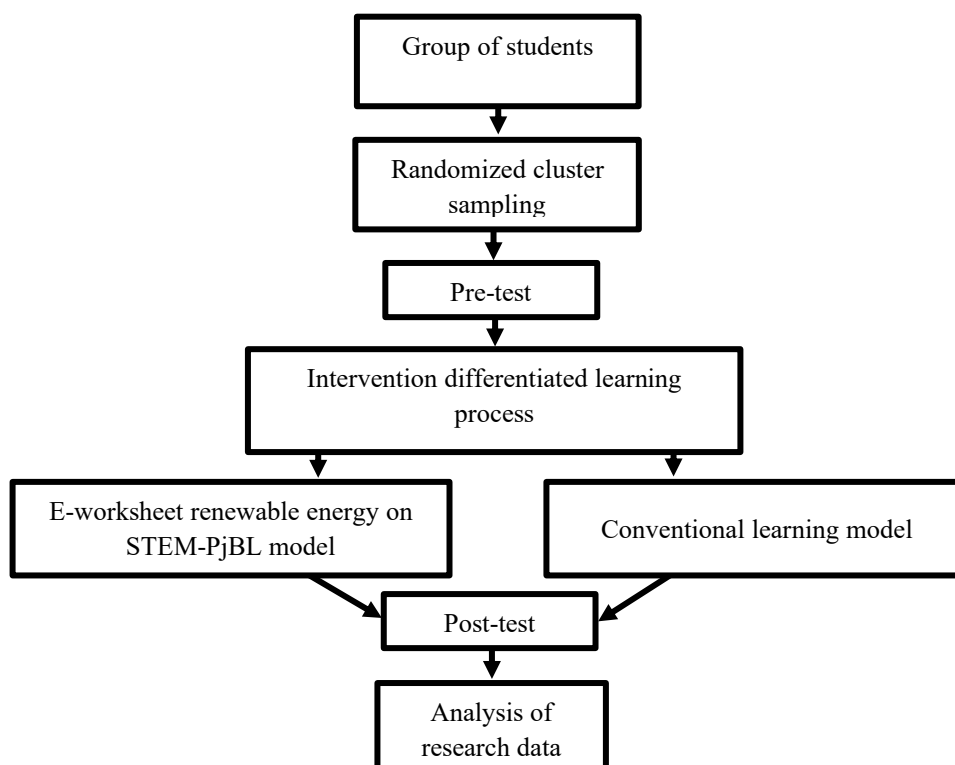 Group of students
Randomized cluster
sampling
Pre-test
Intervention differentiated learning
process
E-worksheet renewable energy on
STEM-PjBL model
Conventional learning model
Post-test
Analysis of
research data